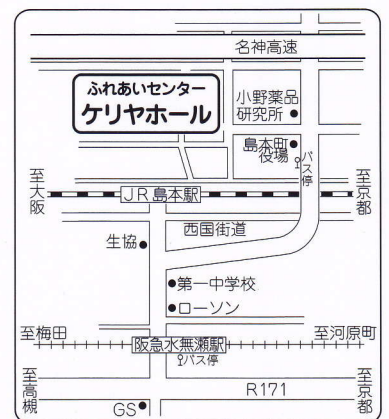 名神高速
ふれあいセンター
ケリヤホール
小野薬品
研究所
島本町
役場
バス停
至大阪
JR島本駅
至京都
西国街道
生協
第一中学校
ローソン
至梅田
至河原町
阪急水無瀬駅
バス停
至高槻
R171
至京都
GS